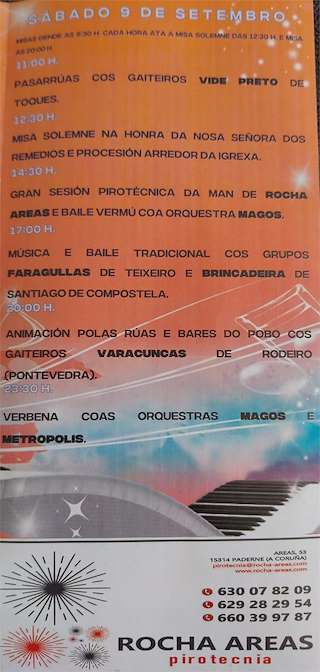 SÁBADO 9 DE SETEMBRO
MISAS DENDE AS 8:30 H. CADA HORA ATA A MISA SOLEMNE DAS 12:30 H. E MISA
ÁS 20:00 H.
11:00 H.
PASARRÚAS COS GAITEIROS VIDE PRETO DE
TOQUES.
12:30 H.
MISA SOLEMNE NA HONRA DA NOSA SEÑORA DOS
REMEDIOS E PROCESIÓN ARREDOR DA IGREXA.
14:30 H.
GRAN SESIÓN PIROTÉCNICA DA MAN DE ROCHA
AREAS E BAILE VERMÚ COA ORQUESTRA MAGOS.
17:00 H.
MÚSICA E BAILE TRADICIONAL COS GRUPOS
FARAGULLAS DE TEIXEIRO E BRINCADEIRA DE
SANTIAGO DE COMPOSTELA.
20:00 H.
ANIMACIÓN POLAS RÚAS E BARES DO POBO COS
GAITEIROS VARACUNCAS DE RODEIRO
(PONTEVEDRA).
23:30 H.
VERBENA COAS ORQUESTRAS MAGOS E
METROPOLIS.
AREAS, 53
15314 PADERNE (A CORUÑA)
pirotecnia@rocha-areas.com
www.rocha-areas.com
630 07 82 09
629 28 29 54
660 39 97 87
ROCHA AREAS
pirotecnia